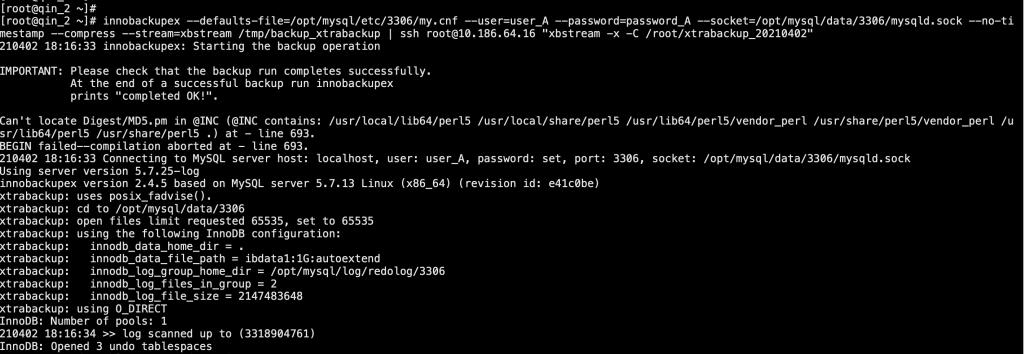 [root@qin_2 ~]#
[root@qin_2 ~]# innobackupex --defaults-file=/opt/mysql/etc/3306/my.cnf --user=user_A --password=password_A --socket=/opt/mysql/data/3306/mysqld.sock --no-ti
mestamp --compress --stream=xbstream /tmp/backup_xtrabackup | ssh root@10.186.64.16 "xbstream -x -C /root/xtrabackup_20210402"
210402 18:16:33 innobackupex: Starting the backup operation
IMPORTANT: Please check that the backup run completes successfully.
At the end of a successful backup run innobackupex
prints "completed OK!".
Can't locate Digest/MD5.pm in @INC (@INC contains: /usr/local/lib64/perl5 /usr/local/share/perl5 /usr/lib64/perl5/vendor_perl /usr/share/perl5/vendor_perl /u
sr/lib64/perl5 /usr/share/perl5 .) at - line 693.
BEGIN failed--compilation aborted at - line 693.
210402 18:16:33 Connecting to MySQL server host: localhost, user: user_A, password: set, port: 3306, socket: /opt/mysql/data/3306/mysqld.sock
Using server version 5.7.25-log
innobackupex version 2.4.5 based on MySQL server 5.7.13 Linux (x86_64) (revision id: e41c0be)
xtrabackup: uses posix_fadvise().
xtrabackup: cd to /opt/mysql/data/3306
xtrabackup: open files limit requested 65535, set to 65535
xtrabackup: using the following InnoDB configuration:
xtrabackup:   innodb_data_home_dir = .
xtrabackup:   innodb_data_file_path = ibdata1:1G:autoextend
xtrabackup:   innodb_log_group_home_dir = /opt/mysql/log/redolog/3306
xtrabackup:   innodb_log_files_in_group = 2
xtrabackup:   innodb_log_file_size = 2147483648
xtrabackup: using O_DIRECT
InnoDB: Number of pools: 1
210402 18:16:34 >> log scanned up to (3318904761)
InnoDB: Opened 3 undo tablespaces